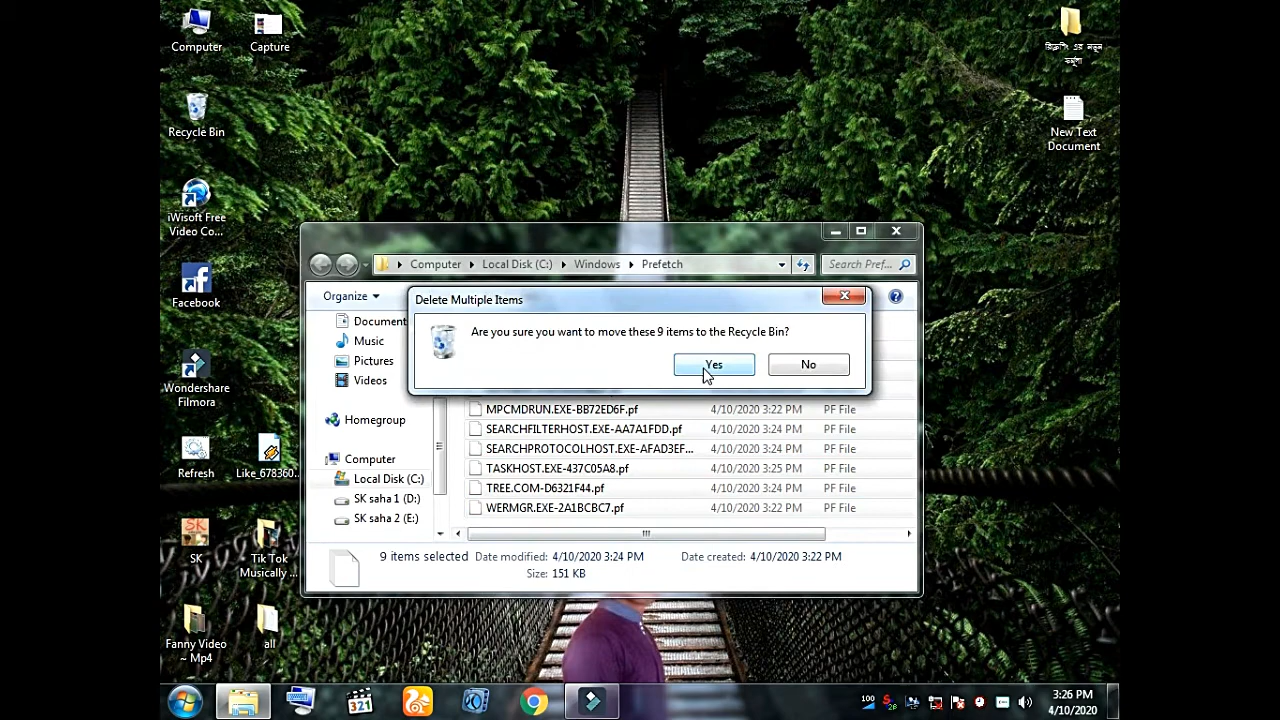 Computer
Capture
Recycle Bin
iWisoft Free
Video Co...
Facebook
Wondershare
Filmora
Refresh
Like_678360...
SK
Tik Tok
Musically ...
Fanny Video
~ Mp4
all
New Text
Document
Computer
Local Disk (C:)
Windows
Prefetch
Search Pref...
Organize
Delete Multiple Items
Are you sure you want to move these 9 items to the Recycle Bin?
Yes
No
Document
Music
Pictures
Videos
Homegroup
Computer
Local Disk (C:)
SK saha 1 (D:)
SK saha 2 (E:)
MPCMDRUN.EXE-BB72ED6F.pf 4/10/2020 3:22 PM PF File
SEARCHFILTERHOST.EXE-AA7A1FDD.pf 4/10/2020 3:24 PM PF File
SEARCHPROTOCOLHOST.EXE-AFAD3EF... 4/10/2020 3:24 PM PF File
TASKHOST.EXE-437C05A8.pf 4/10/2020 3:25 PM PF File
TREE.COM-D6321F44.pf 4/10/2020 3:24 PM PF File
WERMGR.EXE-2A1BCBC7.pf 4/10/2020 3:22 PM PF File
9 items selected Date modified: 4/10/2020 3:24 PM Date created: 4/10/2020 3:22 PM
Size: 151 KB
321
100
28
3:26 PM
4/10/2020